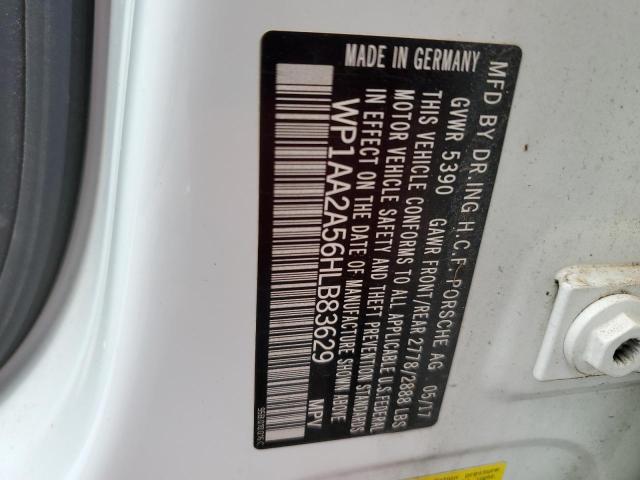 MFD BY DR.ING H.C.F.PORSCHE AG 05/17
GVWR 5390 GAWR FRONT/REAR 2778/2888 LBS
THIS VEHICLE CONFORMS TO ALL APPLICABLE U.S.FEDERAL
MOTOR VEHICLE SAFETY AND THEFT PREVENTION STANDARDS
IN EFFECT ON THE DATE OF MANUFACTURE SHOWN ABOVE
WP1AA2A56HLB83629 MPV
MADE IN GERMANY
pressure